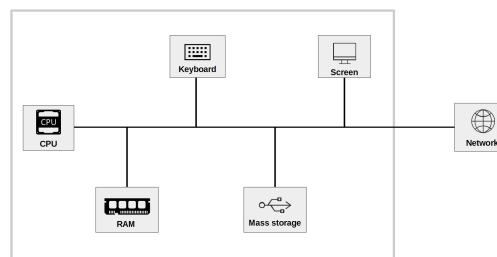 Keyboard
Screen
CPU
CPU
Network
RAM
Mass storage